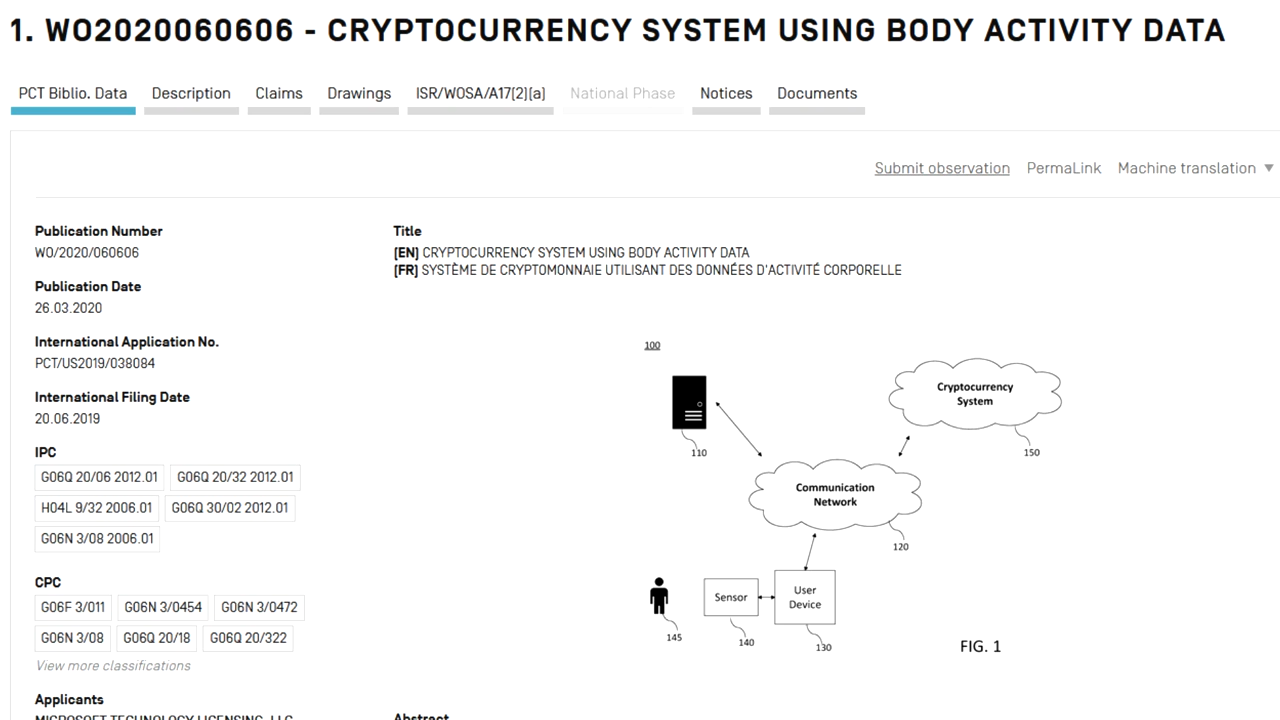 1. WO2020060606 - CRYPTOCURRENCY SYSTEM USING BODY ACTIVITY DATA
PCT Biblio. Data Description Claims Drawings ISR/WOSA/A17(2)(a) National Phase Notices Documents
Submit observation PermaLink Machine translation
Publication Number
WO/2020/060606
Publication Date
26.03.2020
International Application No.
PCT/US2019/038084
International Filing Date
20.06.2019
IPC
G06Q 20/06 2012.01 G06Q 20/32 2012.01
H04L 9/32 2006.01 G06Q 30/02 2012.01
G06N 3/08 2006.01
CPC
G06F 3/011 G06N 3/0454 G06N 3/0472
G06N 3/08 G06Q 20/18 G06Q 20/322
View more classifications
Applicants
MICROSOFT TECHNOLOGY LICENSING, LLC
Title
[EN] CRYPTOCURRENCY SYSTEM USING BODY ACTIVITY DATA
[FR] SYSTÈME DE CRYPTOMONNAIE UTILISANT DES DONNÉES D'ACTIVITÉ CORPORELLE
100
110
Cryptocurrency
System
150
Communication
Network
120
145
Sensor
140
User
Device
130
FIG. 1
Abstract